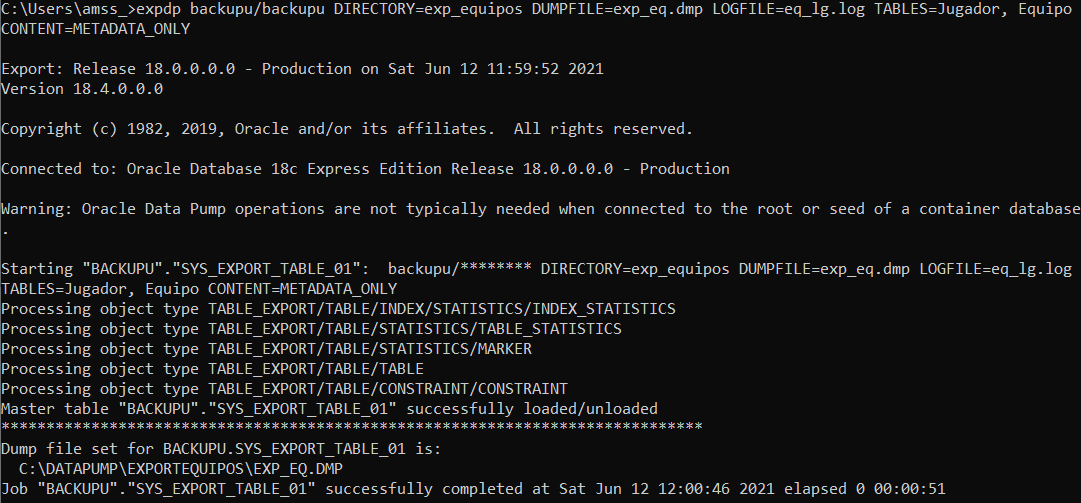 C:\Users\amss_>expdp backupu/backupu DIRECTORY=exp_equipos DUMPFILE=exp_eq.dmp LOGFILE=eq_lg.log TABLES=Jugador, Equipo
CONTENT=METADATA_ONLY
Export: Release 18.0.0.0.0 - Production on Sat Jun 12 11:59:52 2021
Version 18.4.0.0.0
Copyright (c) 1982, 2019, Oracle and/or its affiliates.  All rights reserved.
Connected to: Oracle Database 18c Express Edition Release 18.0.0.0.0 - Production
Warning: Oracle Data Pump operations are not typically needed when connected to the root or seed of a container database
.
Starting "BACKUPU"."SYS_EXPORT_TABLE_01":  backupu/******** DIRECTORY=exp_equipos DUMPFILE=exp_eq.dmp LOGFILE=eq_lg.log
TABLES=Jugador, Equipo CONTENT=METADATA_ONLY
Processing object type TABLE_EXPORT/TABLE/INDEX/STATISTICS/INDEX_STATISTICS
Processing object type TABLE_EXPORT/TABLE/STATISTICS/TABLE_STATISTICS
Processing object type TABLE_EXPORT/TABLE/STATISTICS/MARKER
Processing object type TABLE_EXPORT/TABLE/TABLE
Processing object type TABLE_EXPORT/TABLE/CONSTRAINT/CONSTRAINT
Master table "BACKUPU"."SYS_EXPORT_TABLE_01" successfully loaded/unloaded
******************************************************************************
Dump file set for BACKUPU.SYS_EXPORT_TABLE_01 is:
  C:\DATAPUMP\EXPORTEQUIPOS\EXP_EQ.DMP
Job "BACKUPU"."SYS_EXPORT_TABLE_01" successfully completed at Sat Jun 12 12:00:46 2021 elapsed 0 00:00:51